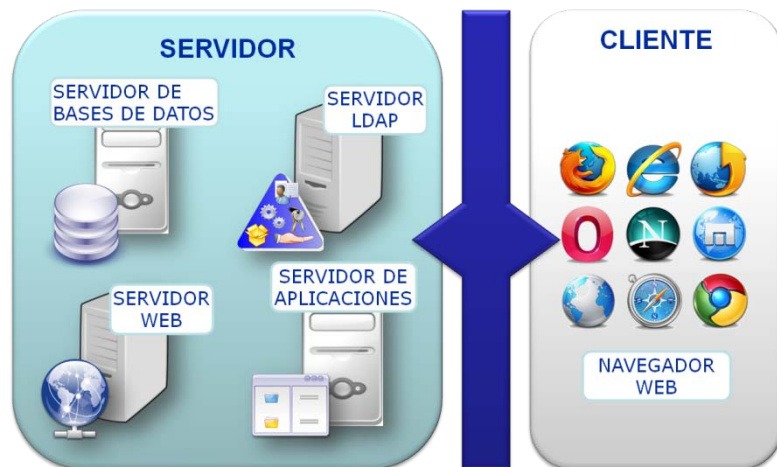 SERVIDOR
SERVIDOR DE
BASES DE DATOS
SERVIDOR
LDAP
SERVIDOR
WEB
SERVIDOR DE
APLICACIONES
CLIENTE
NAVEGADOR
WEB